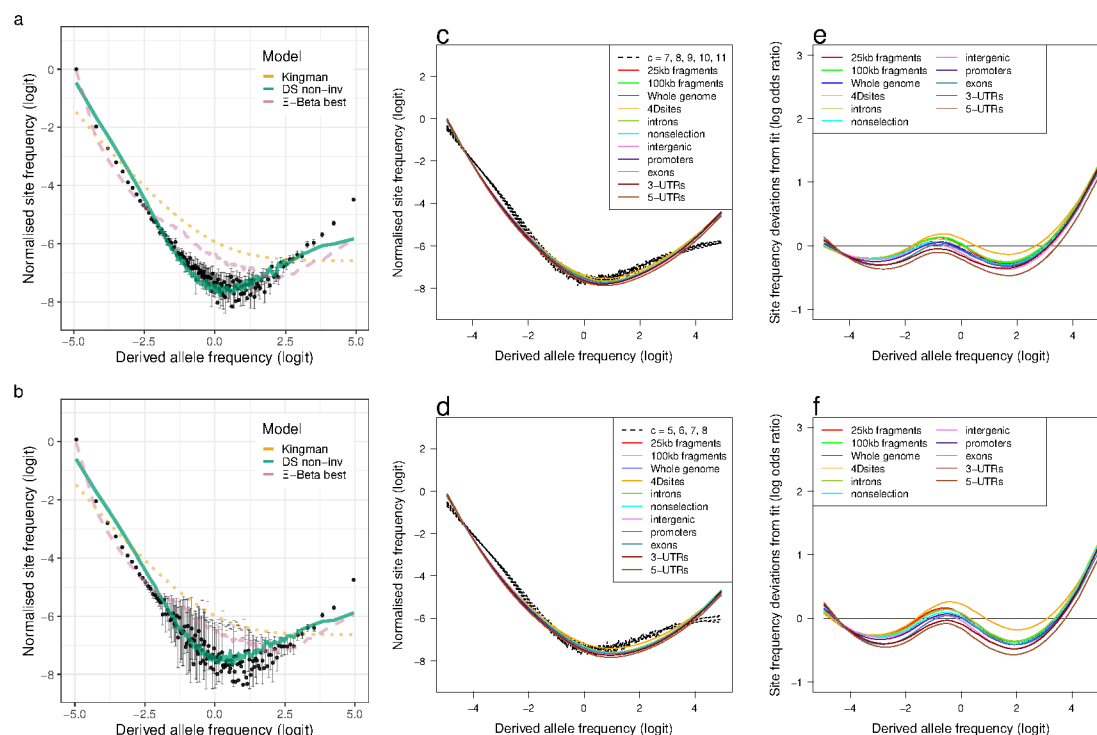 a
Normalised site frequency (logit)
0
−2
−4
−6
−8
Model
Kingman
DS non−inv
Ξ−Beta best
−5.0 −2.5 0.0 2.5 5.0
Derived allele frequency (logit)
c
Normalised site frequency (logit)
2
0
−2
−4
−6
−8
c = 7, 8, 9, 10, 11
25kb fragments
100kb fragments
Whole genome
4Dsites
introns
nonselection
intergenic
promoters
exons
3−UTRs
5−UTRs
−4 −2 0 2 4
Derived allele frequency (logit)
e
Site frequency deviations from fit (log odds ratio)
3
2
1
0
−1
25kb fragments
100kb fragments
Whole genome
4Dsites
introns
nonselection
intergenic
promoters
exons
3−UTRs
5−UTRs
−4 −2 0 2 4
Derived allele frequency (logit)
b
Normalised site frequency (logit)
0
−2
−4
−6
−8
Model
Kingman
DS non−inv
Ξ−Beta best
−5.0 −2.5 0.0 2.5 5.0
Derived allele frequency (logit)
d
Normalised site frequency (logit)
2
0
−2
−4
−6
−8
c = 5, 6, 7, 8
25kb fragments
100kb fragments
Whole genome
4Dsites
introns
nonselection
intergenic
promoters
exons
3−UTRs
5−UTRs
−4 −2 0 2 4
Derived allele frequency (logit)
f
Site frequency deviations from fit (log odds ratio)
3
2
1
0
−1
25kb fragments
100kb fragments
Whole genome
4Dsites
introns
nonselection
intergenic
promoters
exons
3−UTRs
5−UTRs
−4 −2 0 2 4
Derived allele frequency (logit)